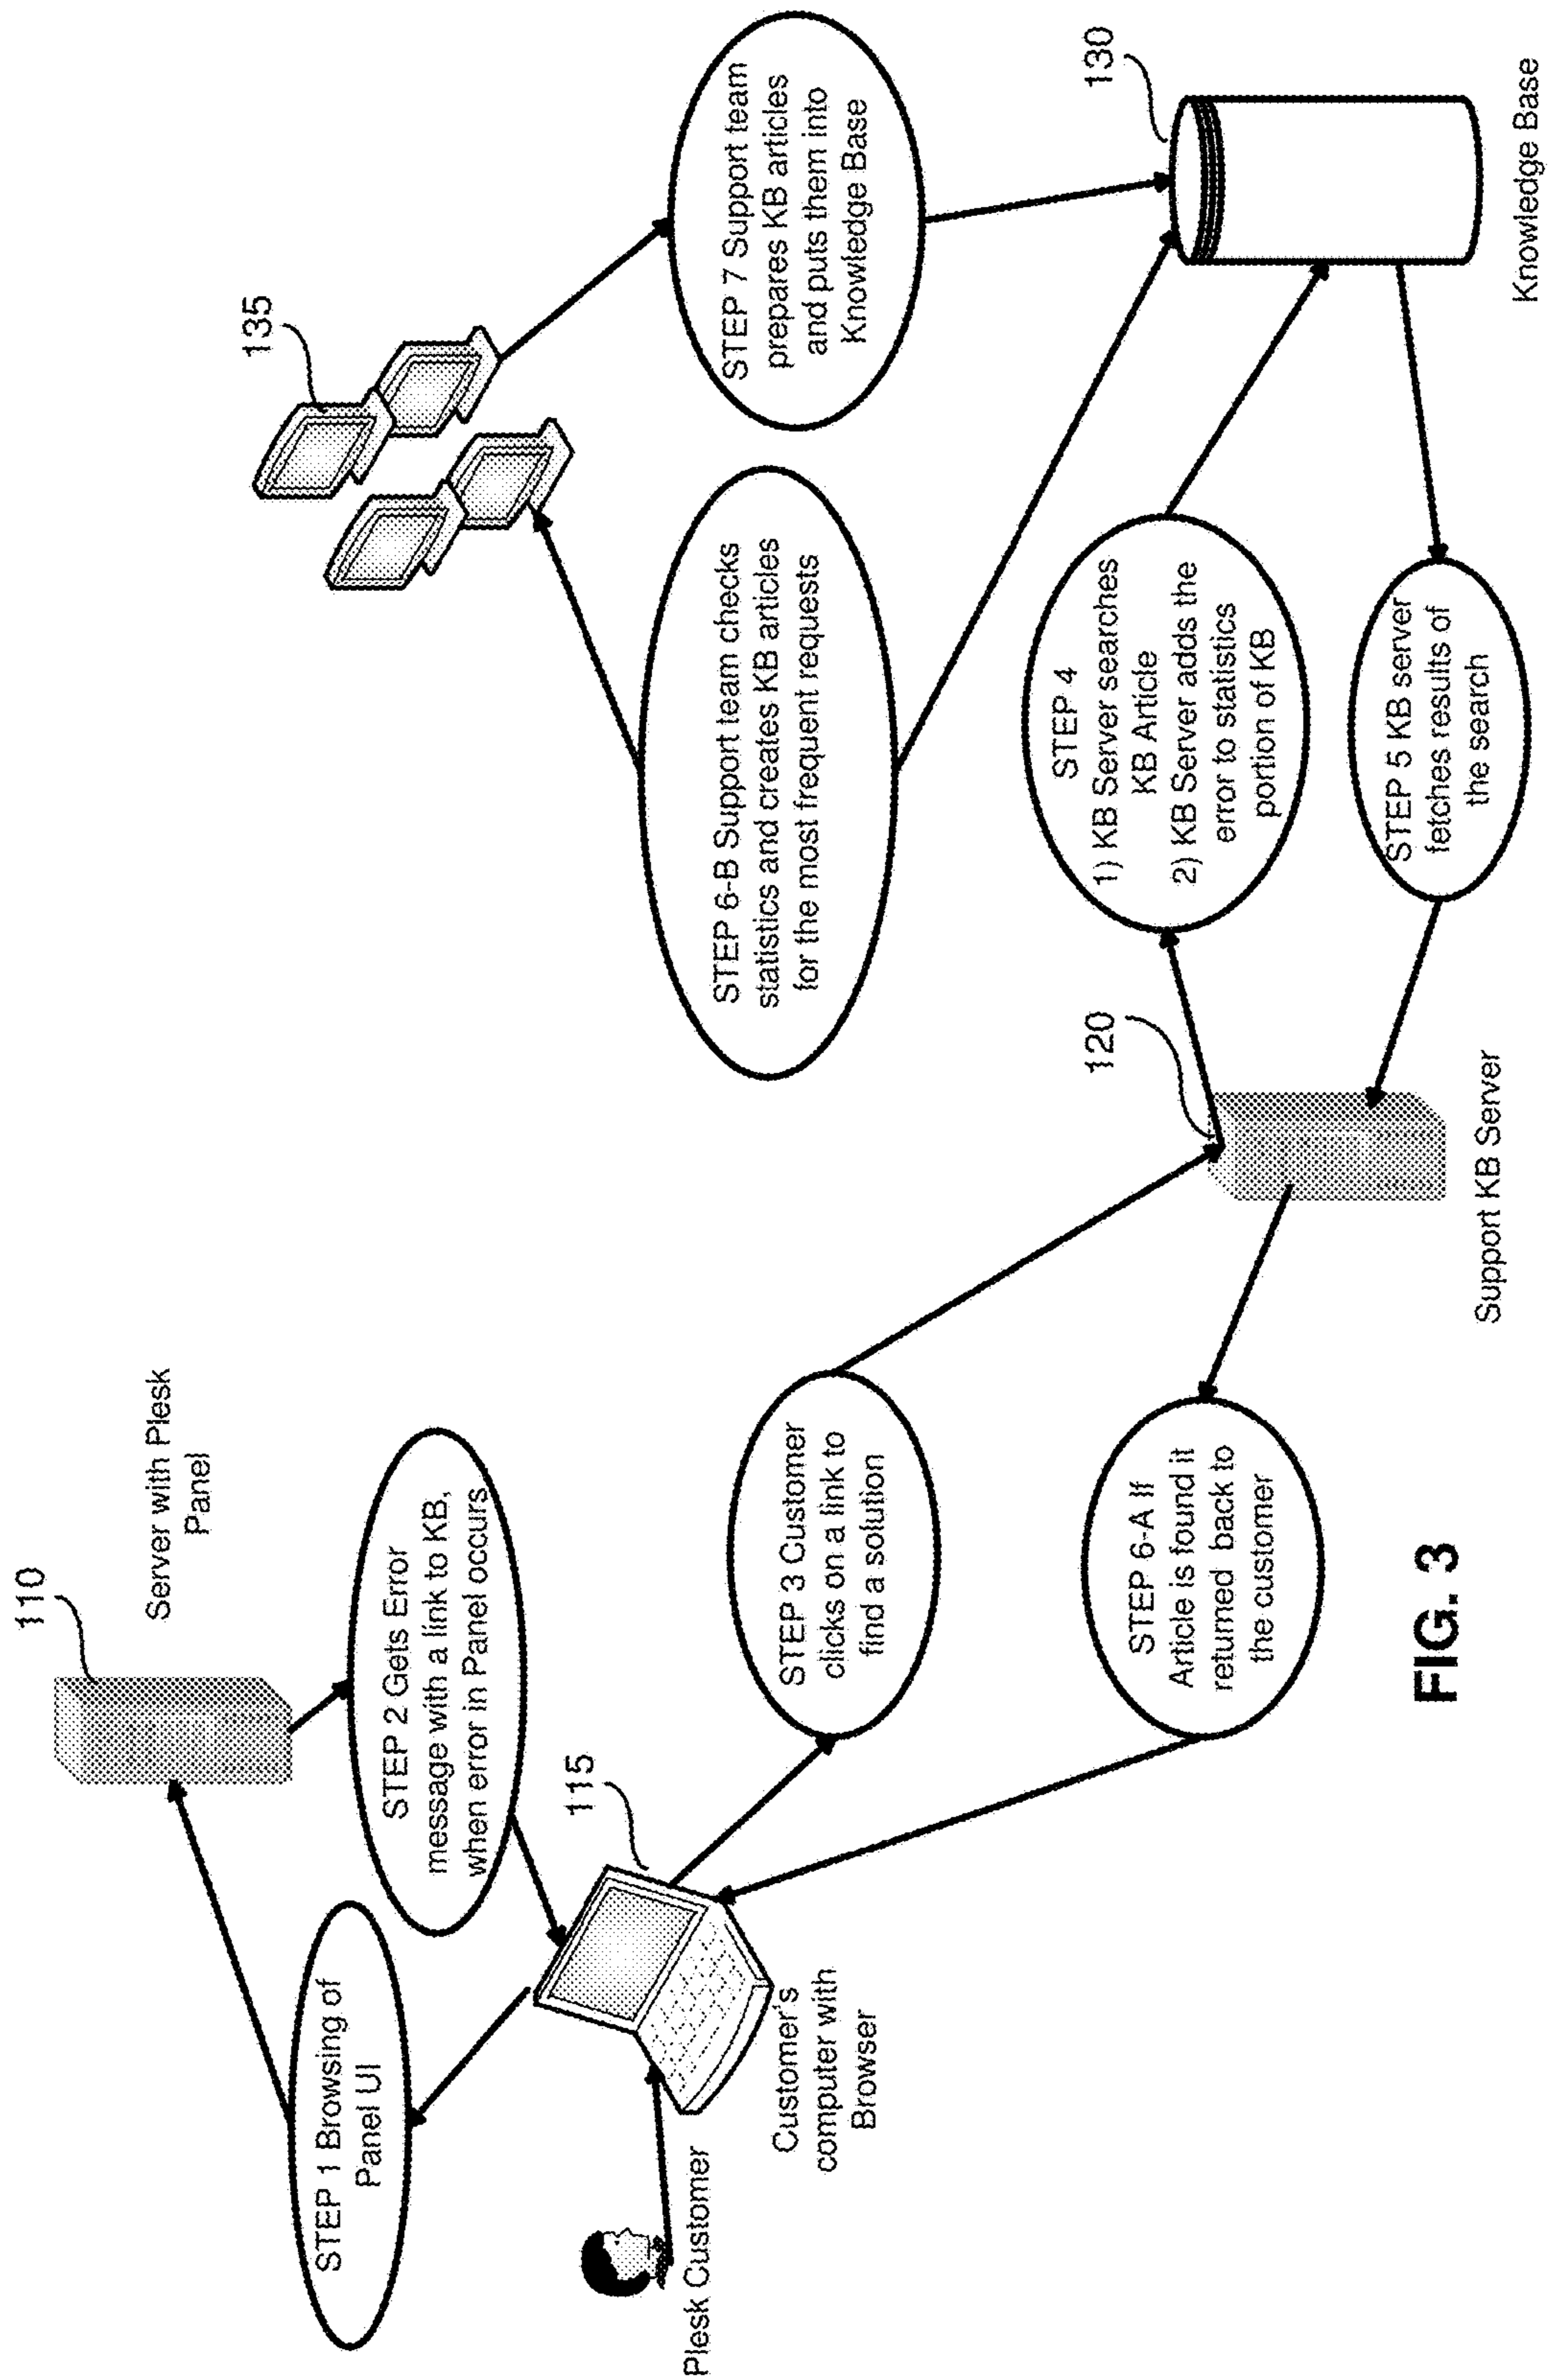 110
Server with Plesk
Panel
STEP 1 Browsing of
Panel UI
STEP 2 Gets Error
message with a link to KB,
when error in Panel occurs
Plesk Customer
115
Customer's
computer with
Browser
STEP 3 Customer
clicks on a link to
find a solution
STEP 6-A If
Article is found it
returned back to
the customer
120
Support KB Server
STEP 4
1) KB Server searches
KB Article
2) KB Server adds the
error to statistics
portion of KB
STEP 5 KB server
fetches results of
the search
135
STEP 6-B Support team checks
statistics and creates KB articles
for the most frequent requests
STEP 7 Support team
prepares KB articles
and puts them into
Knowledge Base
130
Knowledge Base
FIG. 3